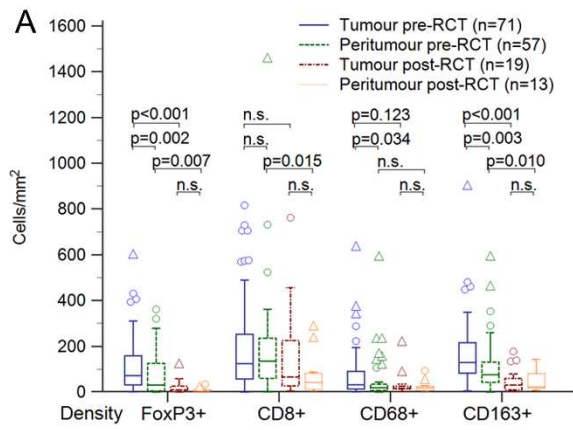 A
1600
1400
1200
1000
800
600
400
200
0
Cells/mm²
Tumour pre-RCT (n=71)
Peritumour pre-RCT (n=57)
Tumour post-RCT (n=19)
Peritumour post-RCT (n=13)
p<0.001 n.s. p=0.123 p<0.001
p=0.002 n.s. p=0.034 p=0.003
p=0.007 p=0.015 n.s. p=0.010
n.s. n.s. n.s. n.s.
Density FoxP3+ CD8+ CD68+ CD163+